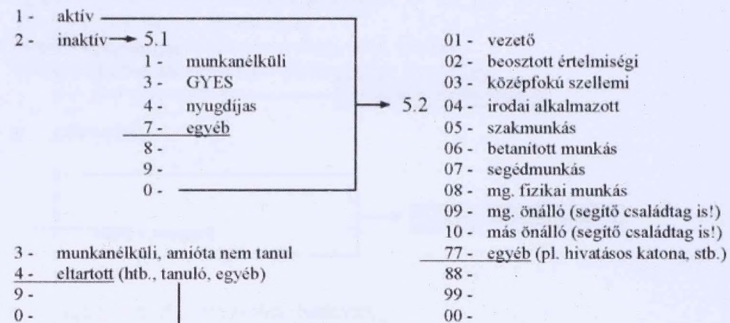 1 - aktív
2 - inaktív 5.1
1 - munkanélküli
3 - GYES
4 - nyugdíjas
7 - egyéb
8 -
9 -
0 -
5.2
01 - vezető
02 - beosztott értelmiségi
03 - középfokú szellemi
04 - irodai alkalmazott
05 - szakmunkás
06 - betanított munkás
07 - segédmunkás
08 - mg. fizikai munkás
09 - mg. önálló (segítő családtag is!)
10 - más önálló (segítő családtag is!)
77 - egyéb (pl. hivatásos katona, stb.)
88 -
99 -
00 -
3 - munkanélküli, amióta nem tanul
4 - eltartott (htb., tanuló, egyéb)
9 -
0 -